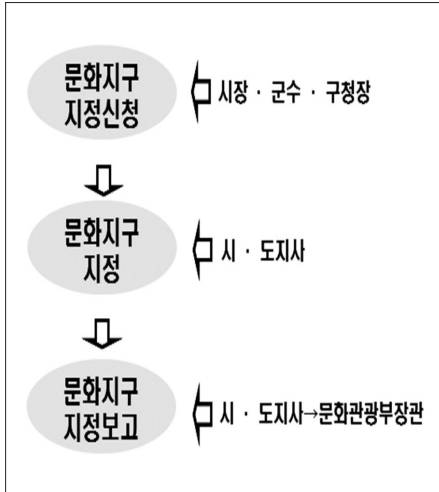 문화지구
지정신청
시장 · 군수 · 구청장
문화지구
지정
시 · 도지사
문화지구
지정보고
시 · 도지사→문화관광부장관